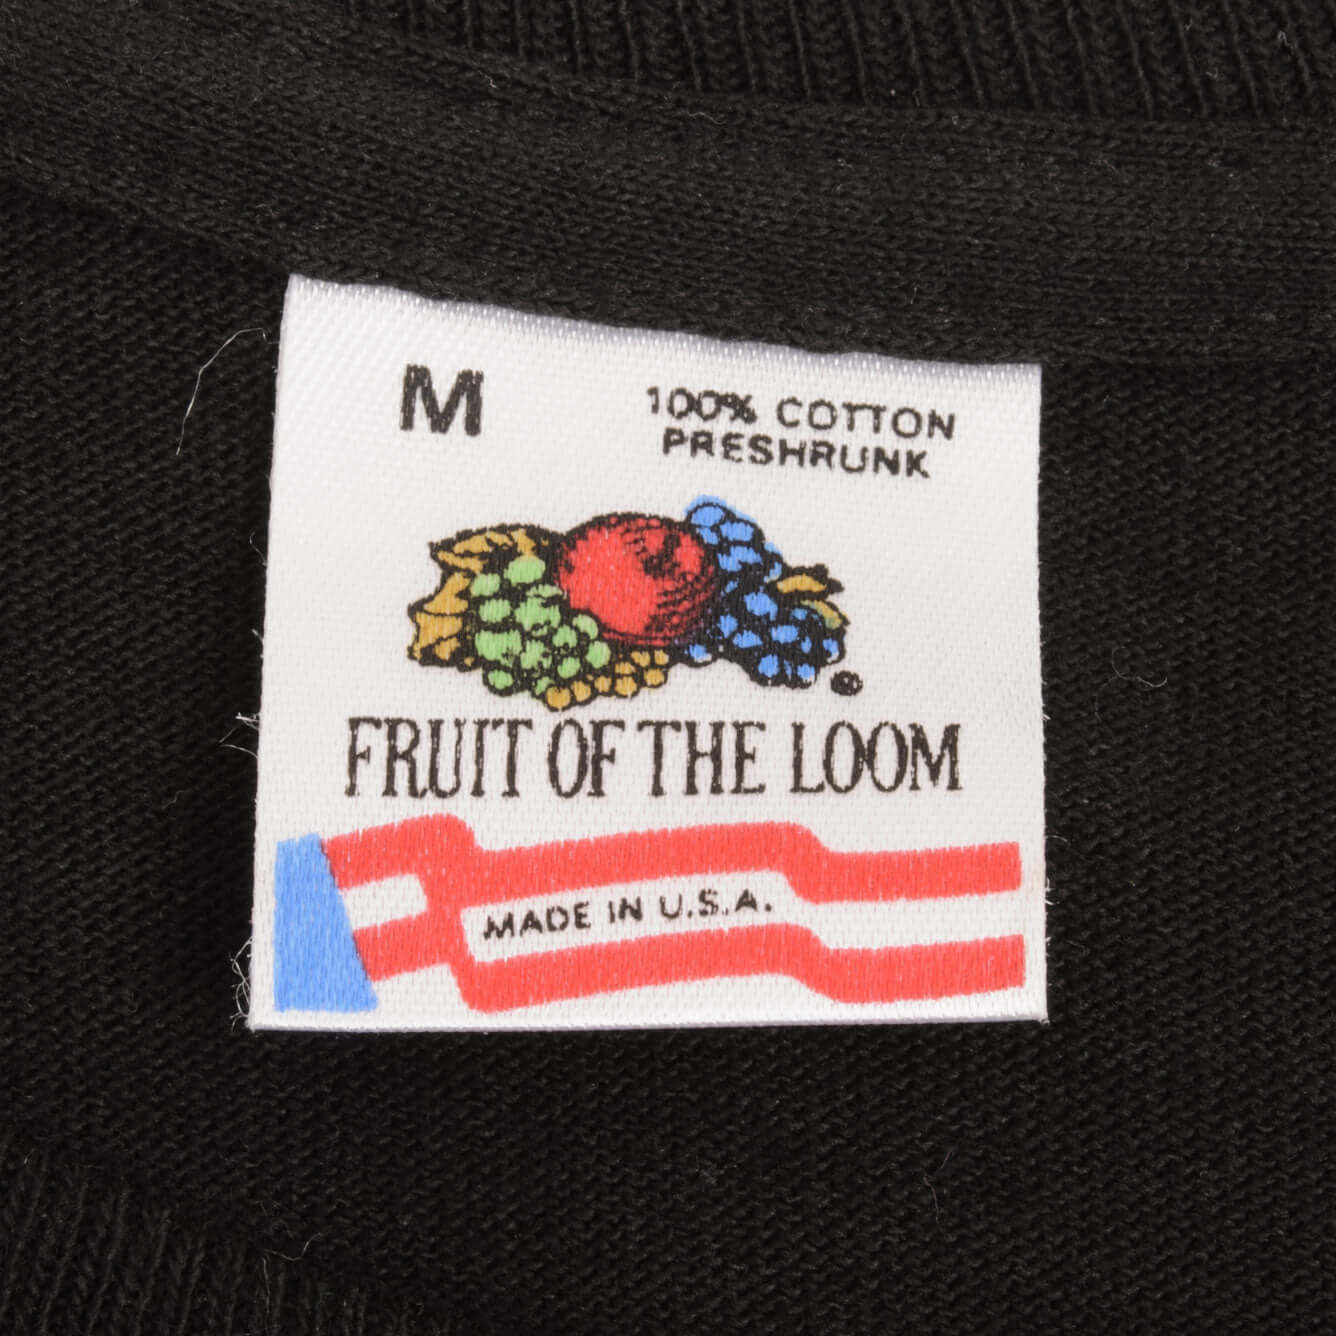 M
100% COTTON
PRESHRUNK
FRUIT OF THE LOOM
MADE IN U.S.A.